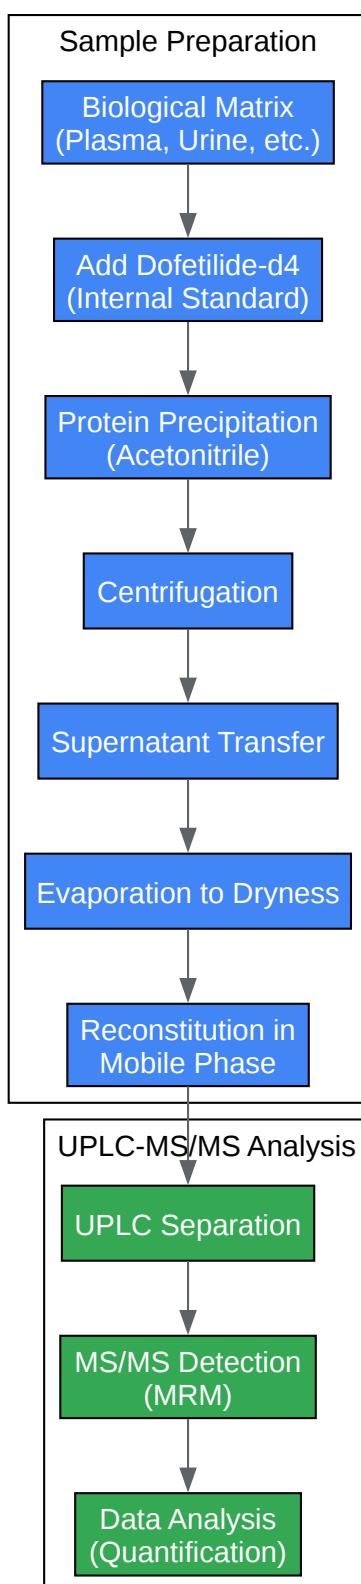 Sample Preparation
Biological Matrix
(Plasma, Urine, etc.)
Add Dofetilide-d4
(Internal Standard)
Protein Precipitation
(Acetonitrile)
Centrifugation
Supernatant Transfer
Evaporation to Dryness
Reconstitution in
Mobile Phase
UPLC-MS/MS Analysis
UPLC Separation
MS/MS Detection
(MRM)
Data Analysis
(Quantification)